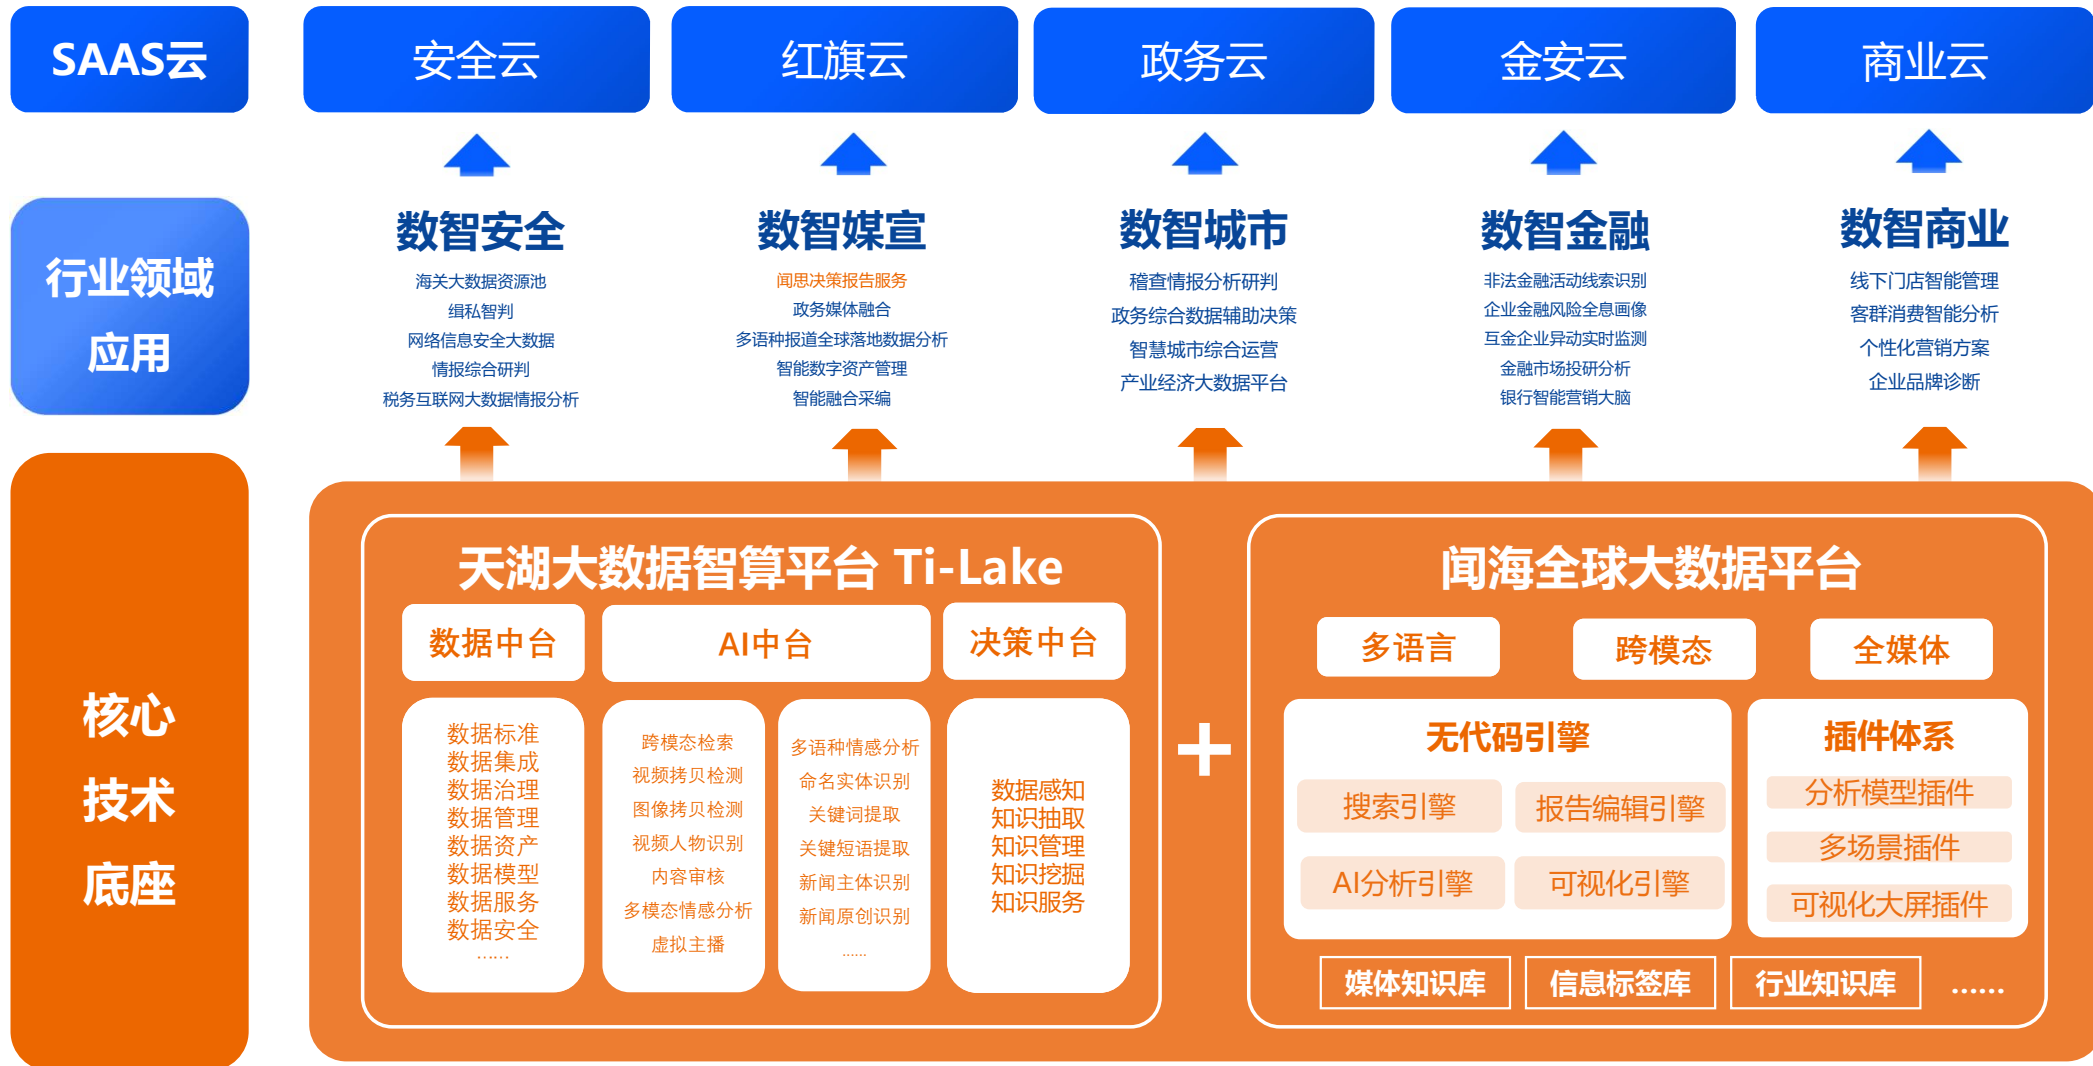 SAAS云
安全云
红旗云
政务云
金安云
商业云
行业领域
应用
数智安全
海关大数据资源池
缉私智判
网络信息安全大数据
情报综合研判
税务互联网大数据情报分析
数智媒宣
闻思决策报告服务
政务媒体融合
多语种报道全球落地数据分析
智能数字资产管理
智能融合采编
数智城市
稽查情报分析研判
政务综合数据辅助决策
智慧城市综合运营
产业经济大数据平台
数智金融
非法金融活动线索识别
企业金融风险全息画像
互金企业异动实时监测
金融市场投研分析
银行智能营销大脑
数智商业
线下门店智能管理
客群消费智能分析
个性化营销方案
企业品牌诊断
核心
技术
底座
天湖大数据智算平台 Ti-Lake
数据中台
数据标准
数据集成
数据治理
数据管理
数据资产
数据模型
数据服务
数据安全
……
AI中台
跨模态检索
视频拷贝检测
图像拷贝检测
视频人物识别
内容审核
多模态情感分析
虚拟主播
多语种情感分析
命名实体识别
关键词提取
关键短语提取
新闻主体识别
新闻原创识别
……
决策中台
数据感知
知识抽取
知识管理
知识挖掘
知识服务
+
闻海全球大数据平台
多语言
跨模态
全媒体
无代码引擎
搜索引擎
报告编辑引擎
AI分析引擎
可视化引擎
插件体系
分析模型插件
多场景插件
可视化大屏插件
媒体知识库
信息标签库
行业知识库
……